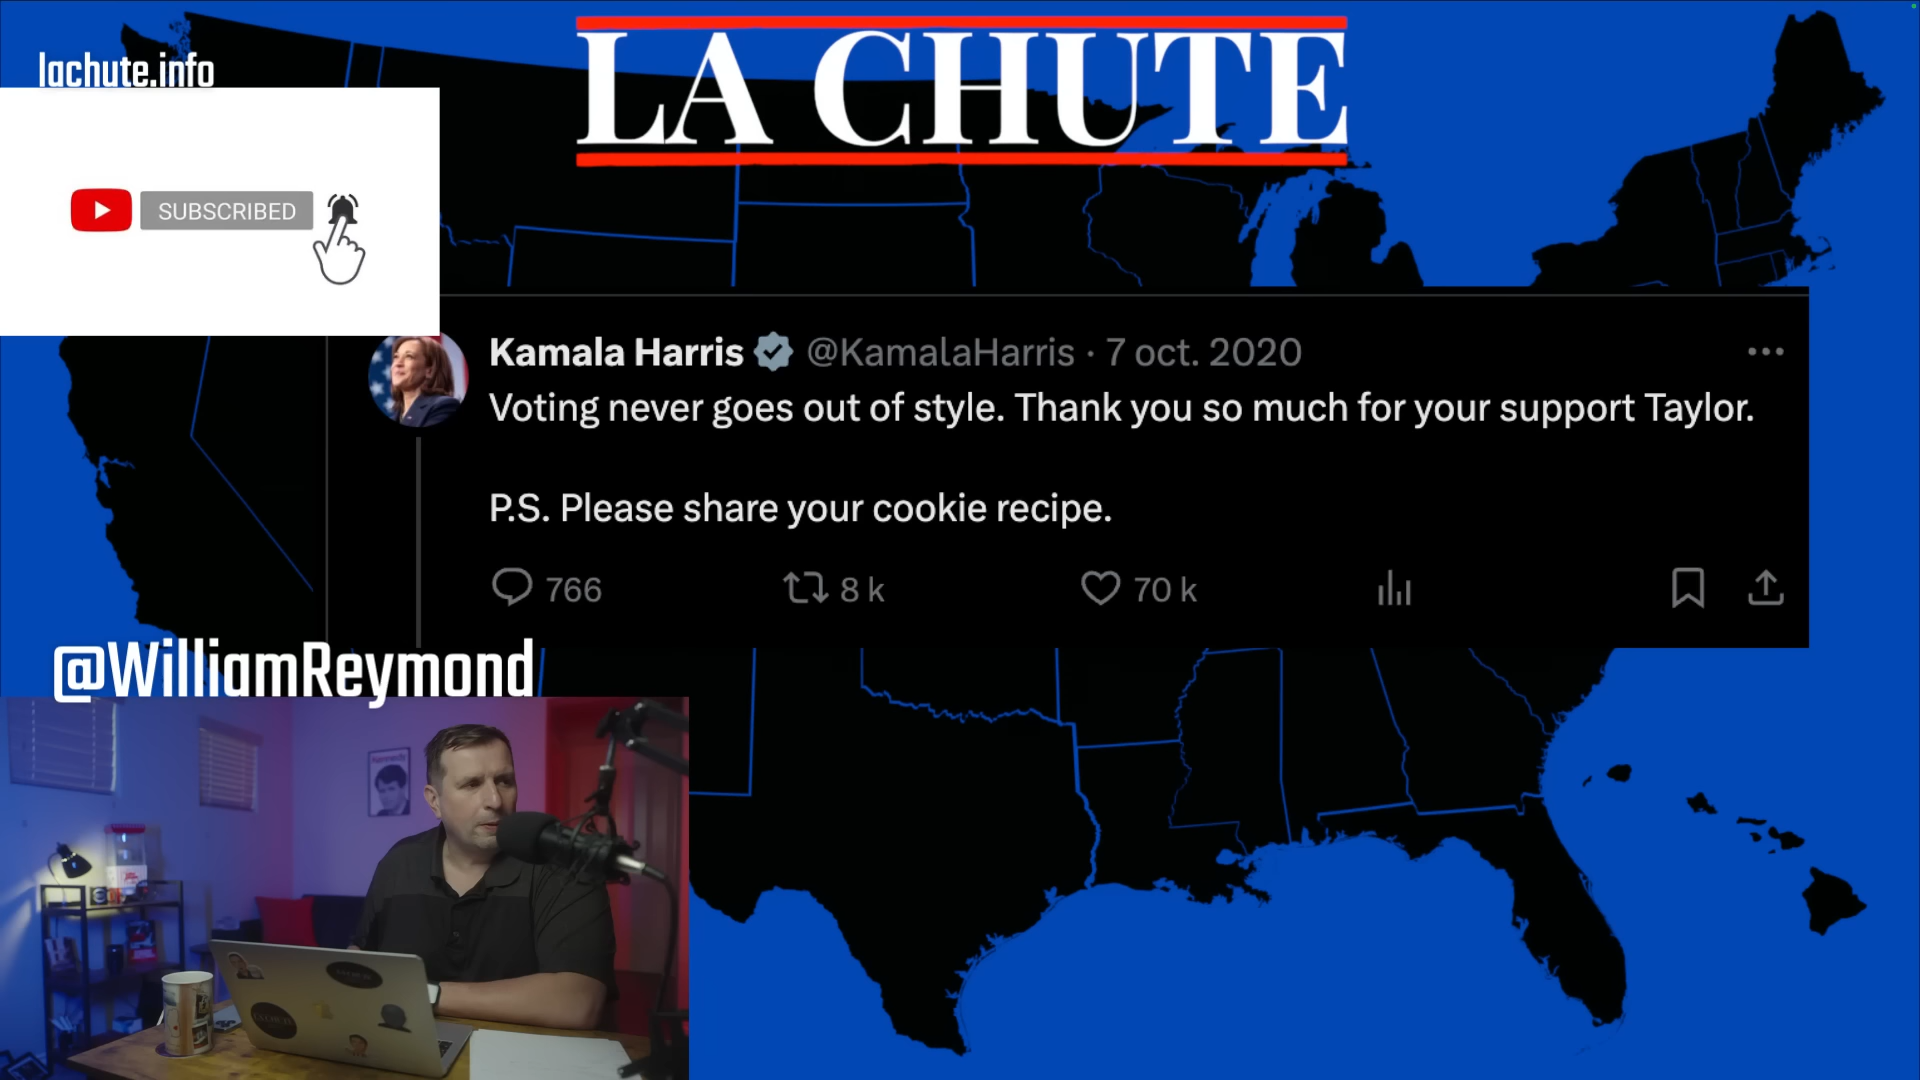 LA CHUTE
lachute.info
SUBSCRIBED
Kamala Harris @KamalaHarris · 7 oct. 2020
Voting never goes out of style. Thank you so much for your support Taylor.
P.S. Please share your cookie recipe.
766 8 k 70 k
@WilliamReymond
Kennedy